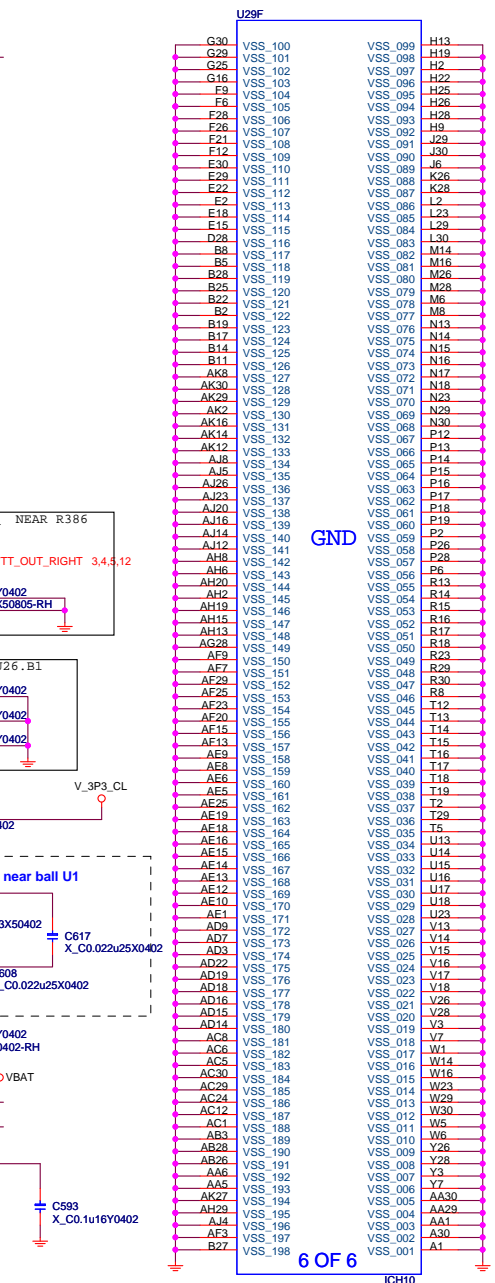 U29F
G30 VSS_100 VSS_099 H13
G29 VSS_101 VSS_098 H19
G25 VSS_102 VSS_097 H2
G16 VSS_103 VSS_096 H22
F9 VSS_104 VSS_095 H25
F6 VSS_105 VSS_094 H26
F28 VSS_106 VSS_093 H28
F26 VSS_107 VSS_092 H9
F21 VSS_108 VSS_091 J29
F12 VSS_109 VSS_090 J30
E30 VSS_110 VSS_089 J6
E29 VSS_111 VSS_088 K26
E22 VSS_112 VSS_087 K28
E2 VSS_113 VSS_086 L2
E18 VSS_114 VSS_085 L23
E15 VSS_115 VSS_084 L29
D28 VSS_116 VSS_083 L30
B8 VSS_117 VSS_082 M14
B5 VSS_118 VSS_081 M16
B28 VSS_119 VSS_080 M26
B25 VSS_120 VSS_079 M28
B22 VSS_121 VSS_078 M6
B2 VSS_122 VSS_077 M8
B19 VSS_123 VSS_076 N13
B17 VSS_124 VSS_075 N14
B14 VSS_125 VSS_074 N15
B11 VSS_126 VSS_073 N16
AK8 VSS_127 VSS_072 N17
AK30 VSS_128 VSS_071 N18
AK29 VSS_129 VSS_070 N23
AK2 VSS_130 VSS_069 N29
AK16 VSS_131 VSS_068 N30
AK14 VSS_132 VSS_067 P12
AK12 VSS_133 VSS_066 P13
AJ8 VSS_134 VSS_065 P14
AJ5 VSS_135 VSS_064 P15
AJ26 VSS_136 VSS_063 P16
AJ23 VSS_137 VSS_062 P17
AJ20 VSS_138 VSS_061 P18
AJ16 VSS_139 VSS_060 P19
AJ14 VSS_140 VSS_059 P2
AJ12 VSS_141 VSS_058 P26
AH8 VSS_142 VSS_057 P28
AH6 VSS_143 VSS_056 P6
AH20 VSS_144 VSS_055 R13
AH2 VSS_145 VSS_054 R14
AH19 VSS_146 VSS_053 R15
AH15 VSS_147 VSS_052 R16
AH13 VSS_148 VSS_051 R17
AG28 VSS_149 VSS_050 R18
AF9 VSS_150 VSS_049 R23
AF7 VSS_151 VSS_048 R29
AF29 VSS_152 VSS_047 R30
AF25 VSS_153 VSS_046 R8
AF23 VSS_154 VSS_045 T12
AF20 VSS_155 VSS_044 T13
AF15 VSS_156 VSS_043 T14
AF13 VSS_157 VSS_042 T15
AE9 VSS_158 VSS_041 T16
AE8 VSS_159 VSS_040 T17
AE6 VSS_160 VSS_039 T18
AE5 VSS_161 VSS_038 T19
AE25 VSS_162 VSS_037 T2
AE19 VSS_163 VSS_036 T29
AE18 VSS_164 VSS_035 T5
AE16 VSS_165 VSS_034 U13
AE15 VSS_166 VSS_033 U14
AE14 VSS_167 VSS_032 U15
AE13 VSS_168 VSS_031 U16
AE12 VSS_169 VSS_030 U17
AE10 VSS_170 VSS_029 U18
AE1 VSS_171 VSS_028 U23
AD9 VSS_172 VSS_027 V13
AD7 VSS_173 VSS_026 V14
AD3 VSS_174 VSS_025 V15
AD22 VSS_175 VSS_024 V16
AD19 VSS_176 VSS_023 V17
AD18 VSS_177 VSS_022 V18
AD16 VSS_178 VSS_021 V26
AD15 VSS_179 VSS_020 V28
AD14 VSS_180 VSS_019 V3
AC8 VSS_181 VSS_018 V7
AC6 VSS_182 VSS_017 W1
AC5 VSS_183 VSS_016 W14
AC30 VSS_184 VSS_015 W16
AC29 VSS_185 VSS_014 W23
AC24 VSS_186 VSS_013 W29
AC12 VSS_187 VSS_012 W30
AC1 VSS_188 VSS_011 W5
AB3 VSS_189 VSS_010 W6
AB28 VSS_190 VSS_009 Y26
AB26 VSS_191 VSS_008 Y28
AA6 VSS_192 VSS_007 Y3
AA5 VSS_193 VSS_006 Y7
AK27 VSS_194 VSS_005 AA30
AH29 VSS_195 VSS_004 AA29
AJ4 VSS_196 VSS_003 AA1
AF3 VSS_197 VSS_002 A30
B27 VSS_198 VSS_001 A1
GND
6 OF 6
ICH10
NEAR R386
TT_OUT_RIGHT 3,4,5,12
Y0402
X50805-RH
J26.B1
Y0402
Y0402
Y0402
V_3P3_CL
0402
near ball U1
3X50402
C617
X_C0.022u25X0402
608
_C0.022u25X0402
Y0402
0402-RH
VBAT
C593
X_C0.1u16Y0402